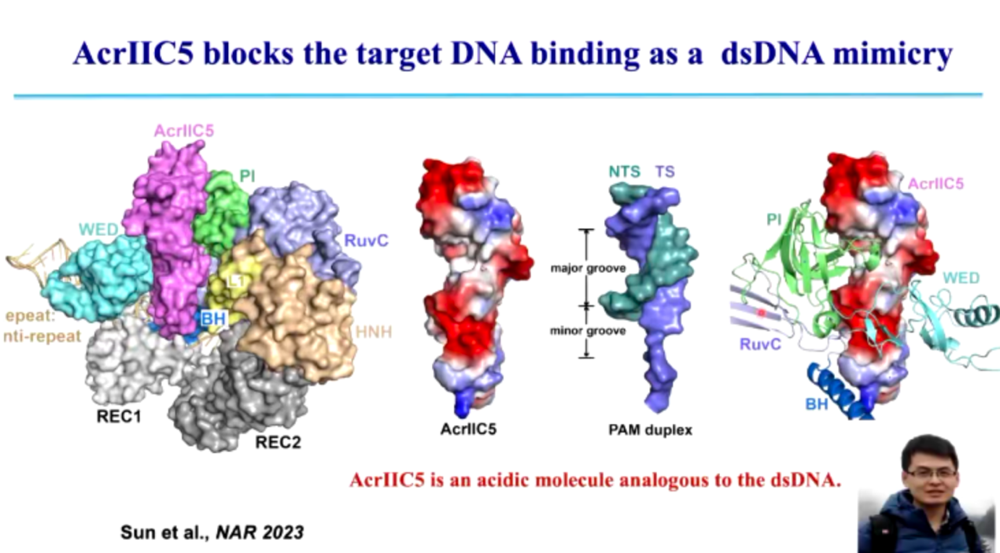 AcrIIC5 blocks the target DNA binding as a dsDNA mimicry
AcrIIC5
PI
WED
RuvC
L1
BH
epeat:
nti-repeat
HNH
REC1
REC2
AcrIIC5
NTS TS
major groove
minor groove
PAM duplex
AcrIIC5
PI
WED
RuvC
BH
AcrIIC5 is an acidic molecule analogous to the dsDNA.
Sun et al., NAR 2023